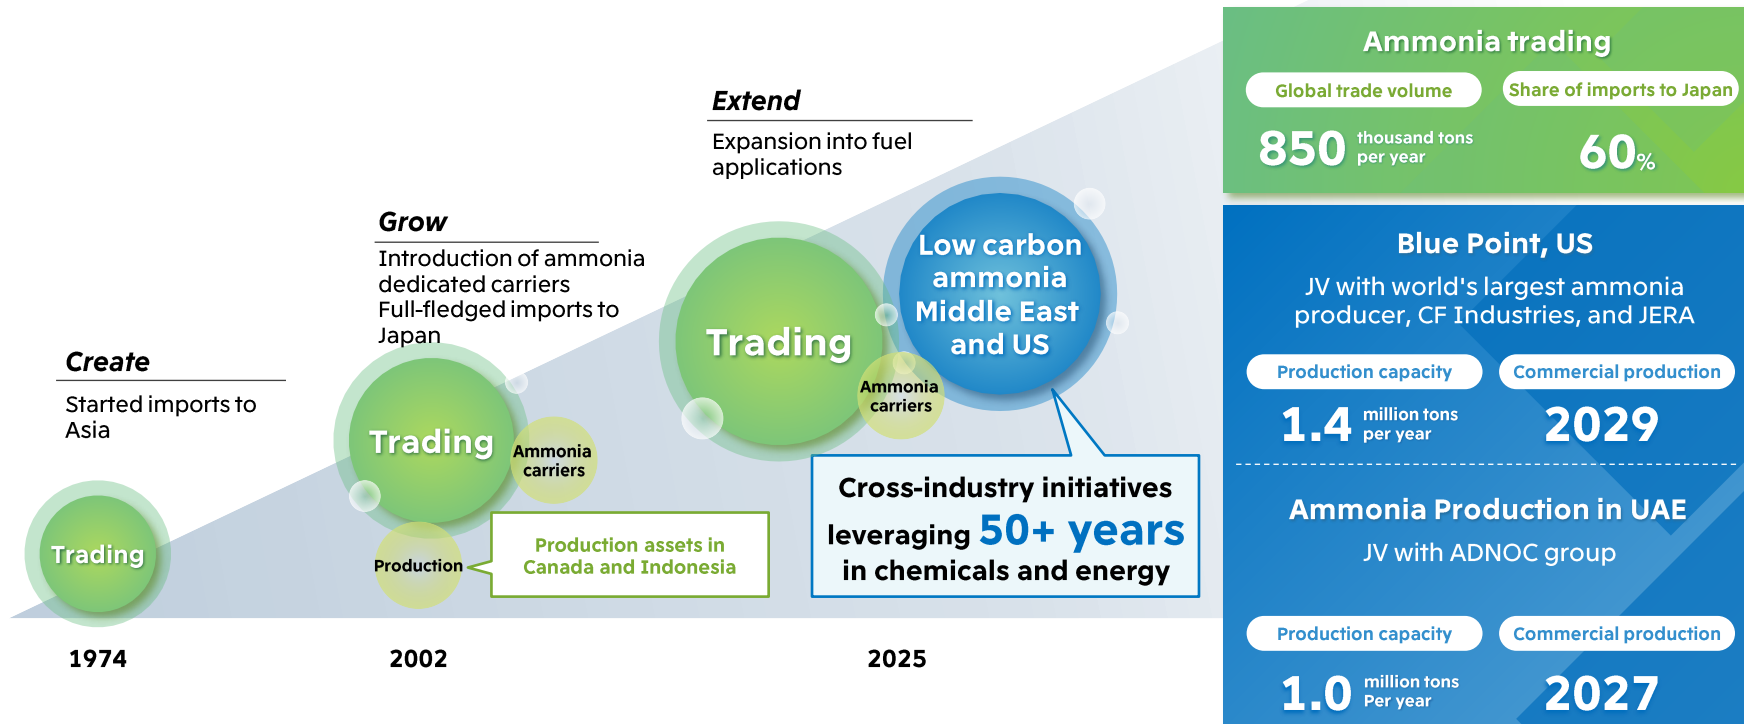 Create
Started imports to
Asia
Trading
1974
Grow
Introduction of ammonia
dedicated carriers
Full-fledged imports to
Japan
Trading
Ammonia
carriers
Production
Production assets in
Canada and Indonesia
2002
Extend
Expansion into fuel
applications
Trading
Ammonia
carriers
Low carbon
ammonia
Middle East
and US
Cross-industry initiatives
leveraging 50+ years
in chemicals and energy
2025
Ammonia trading
Global trade volume
850 thousand tons
per year
Share of imports to Japan
60%
Blue Point, US
JV with world's largest ammonia
producer, CF Industries, and JERA
Production capacity
1.4 million tons
per year
Commercial production
2029
Ammonia Production in UAE
JV with ADNOC group
Production capacity
1.0 million tons
Per year
Commercial production
2027